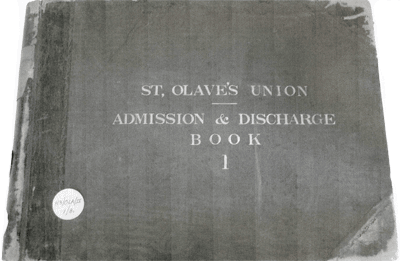 ST, OLAVE'S UNION
ADMISSION & DISCHARGE
BOOK
1